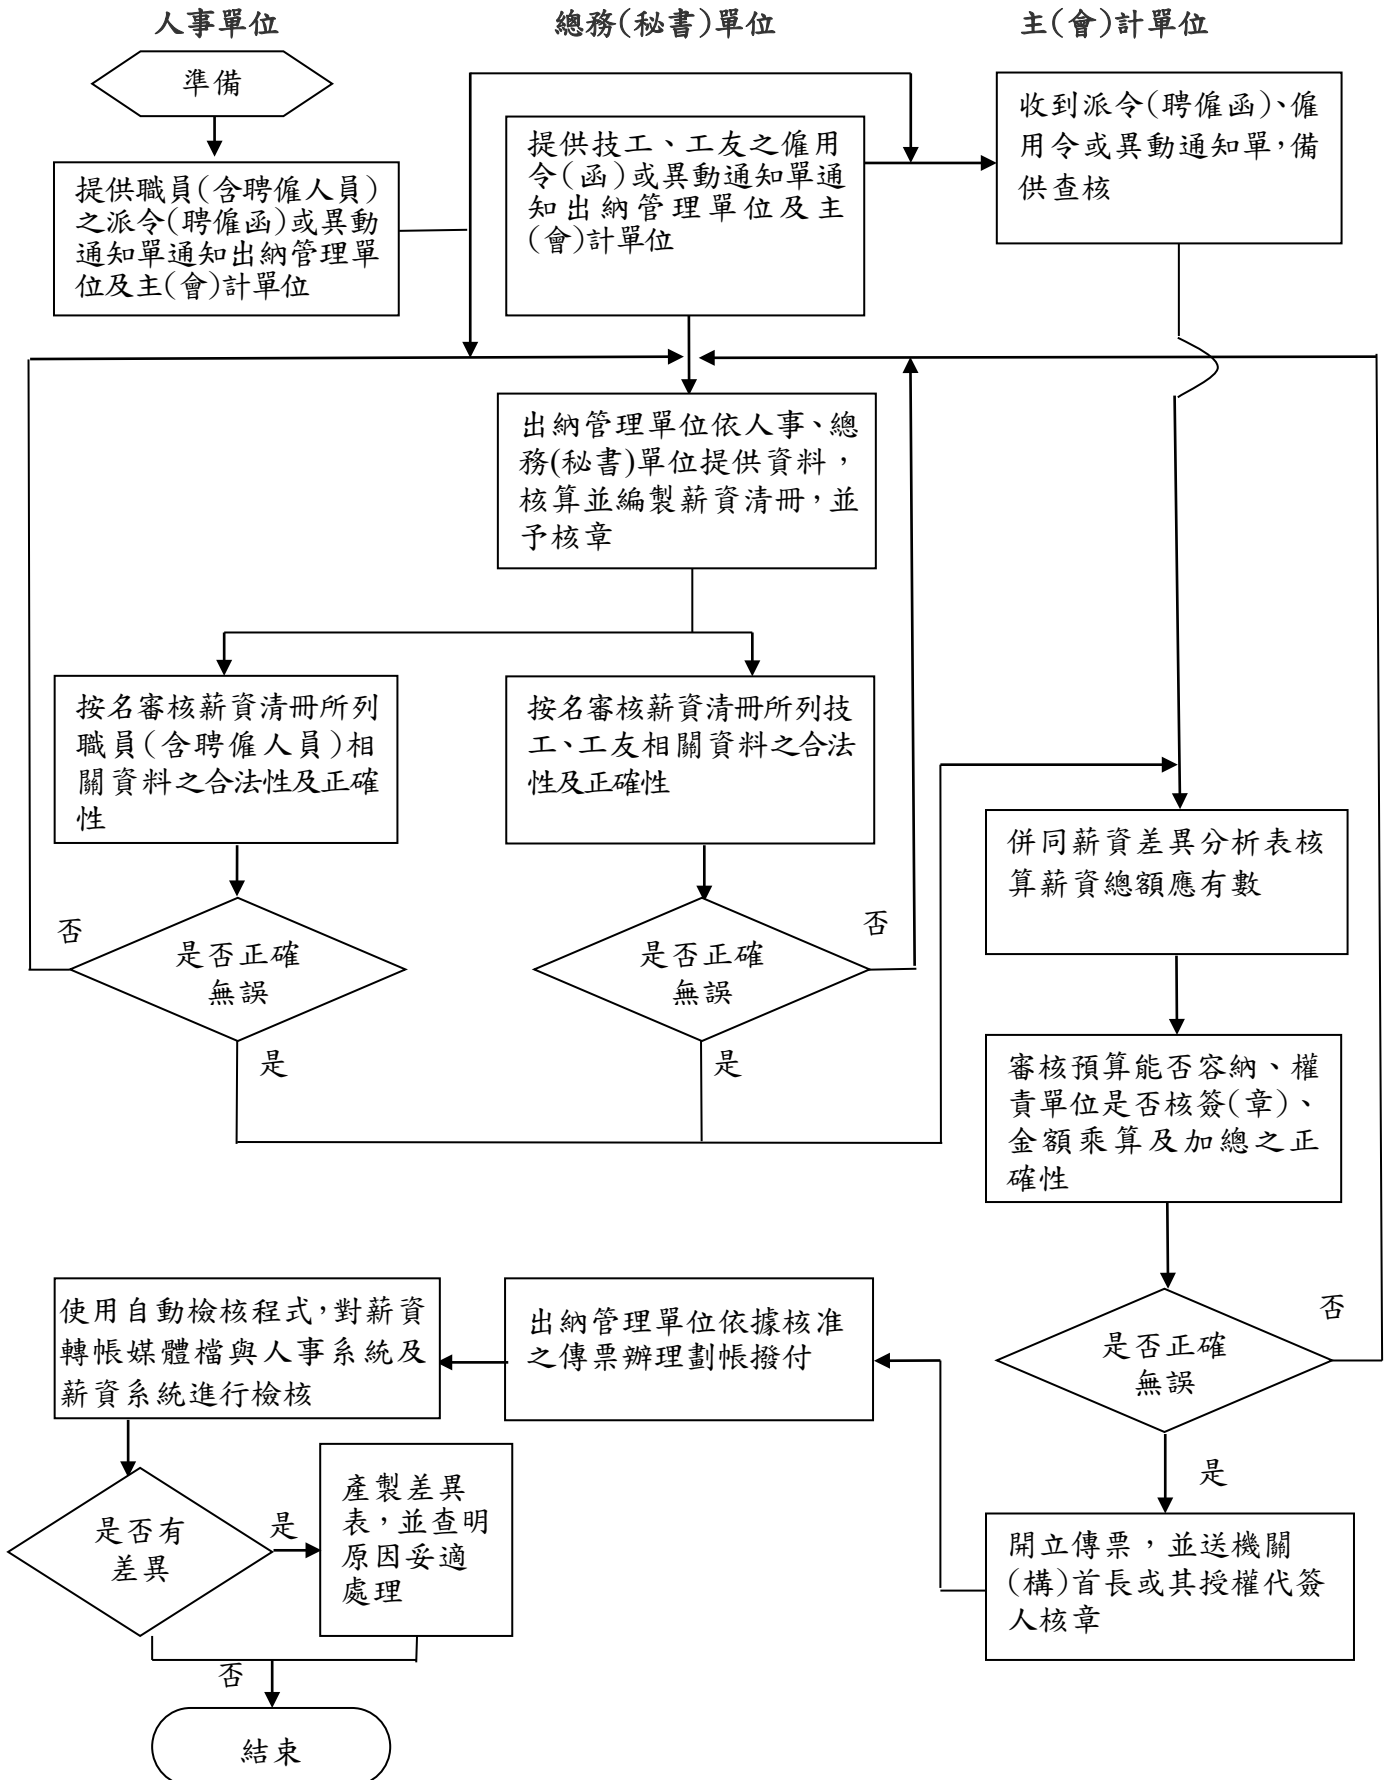 人事單位
總務(秘書)單位
主(會)計單位
準備
提供職員(含聘僱人員)
之派令(聘僱函)或異動
通知單通知出納管理單
位及主(會)計單位
提供技工、工友之僱用
令(函)或異動通知單通
知出納管理單位及主
(會)計單位
收到派令(聘僱函)、僱
用令或異動通知單，備
供查核
出納管理單位依人事、總
務(秘書)單位提供資料，
核算並編製薪資清冊，並
予核章
按名審核薪資清冊所列
職員(含聘僱人員)相
關資料之合法性及正確
性
按名審核薪資清冊所列技
工、工友相關資料之合法
性及正確性
併同薪資差異分析表核
算薪資總額應有數
否
是否正確
無誤
是
否
是否正確
無誤
是
審核預算能否容納、權
責單位是否核簽(章)、
金額乘算及加總之正
確性
否
是否正確
無誤
是
開立傳票，並送機關
(構)首長或其授權代簽
人核章
出納管理單位依據核准
之傳票辦理劃帳撥付
使用自動檢核程式，對薪資
轉帳媒體檔與人事系統及
薪資系統進行檢核
是否有
差異
是
產製差異
表，並查明
原因妥適
處理
否
結束